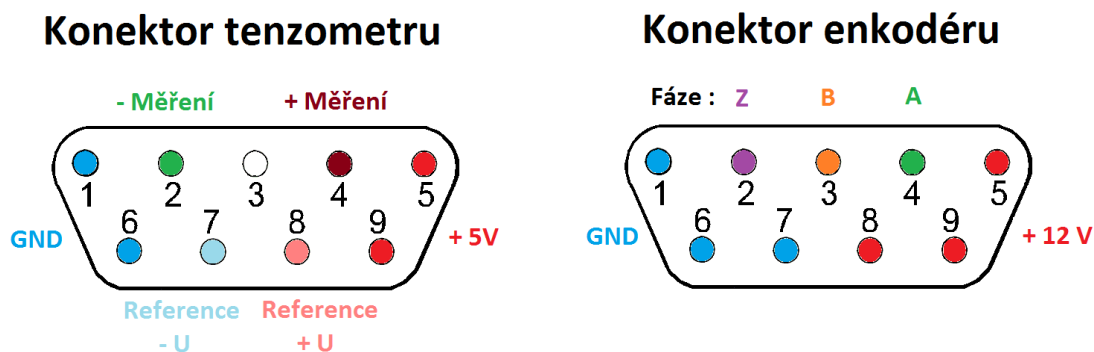 Konektor tenzometru
- Měření + Měření
1 2 3 4 5
6 7 8 9
GND + 5V
Reference Reference
- U + U
Konektor enkodéru
Fáze : Z B A
1 2 3 4 5
6 7 8 9
GND + 12 V